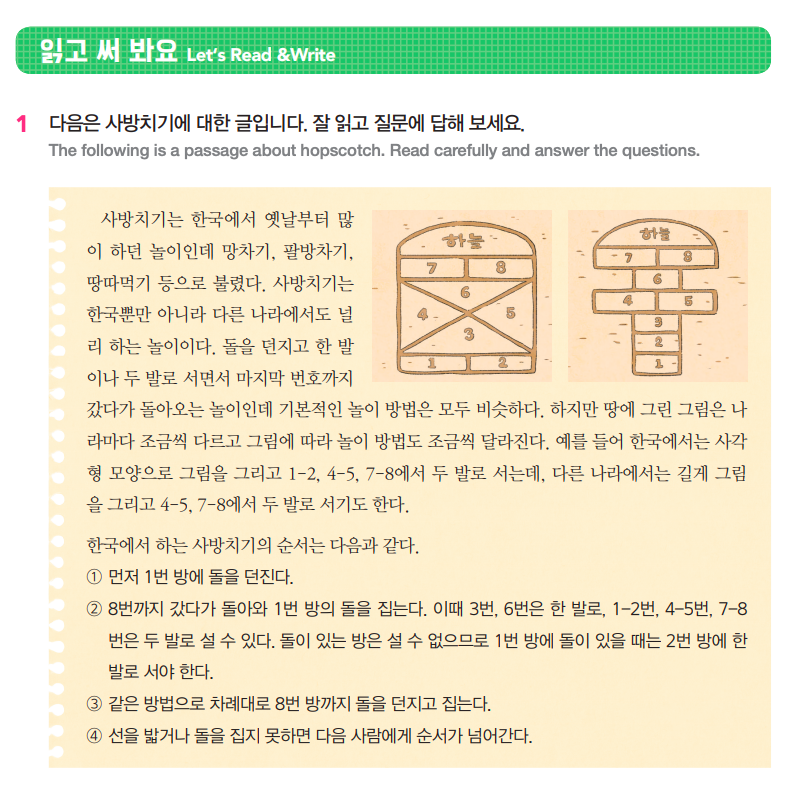 읽고 써 봐요 Let's Read &Write
1 다음은 사방치기에 대한 글입니다. 잘 읽고 질문에 답해 보세요.
The following is a passage about hopscotch. Read carefully and answer the questions.
사방치기는 한국에서 옛날부터 많
이 하던 놀이인데 망차기, 팔방차기,
땅따먹기 등으로 불렸다. 사방치기는
한국뿐만 아니라 다른 나라에서도 널
리 하는 놀이이다. 돌을 던지고 한 발
이나 두 발로 서면서 마지막 번호까지
하늘
7 8
6
4 5
3
1 2
하늘
7 8
6
4 5
3
2
1
갔다가 돌아오는 놀이인데 기본적인 놀이 방법은 모두 비슷하다. 하지만 땅에 그린 그림은 나
라마다 조금씩 다르고 그림에 따라 놀이 방법도 조금씩 달라진다. 예를 들어 한국에서는 사각
형 모양으로 그림을 그리고 1-2, 4-5, 7-8에서 두 발로 서는데, 다른 나라에서는 길게 그림
을 그리고 4-5, 7-8에서 두 발로 서기도 한다.
한국에서 하는 사방치기의 순서는 다음과 같다.
① 먼저 1번 방에 돌을 던진다.
② 8번까지 갔다가 돌아와 1번 방의 돌을 집는다. 이때 3번, 6번은 한 발로, 1–2번, 4–5번, 7–8
번은 두 발로 설 수 있다. 돌이 있는 방은 설 수 없으므로 1번 방에 돌이 있을 때는 2번 방에 한
발로 서야 한다.
③ 같은 방법으로 차례대로 8번 방까지 돌을 던지고 집는다.
④ 선을 밟거나 돌을 집지 못하면 다음 사람에게 순서가 넘어간다.